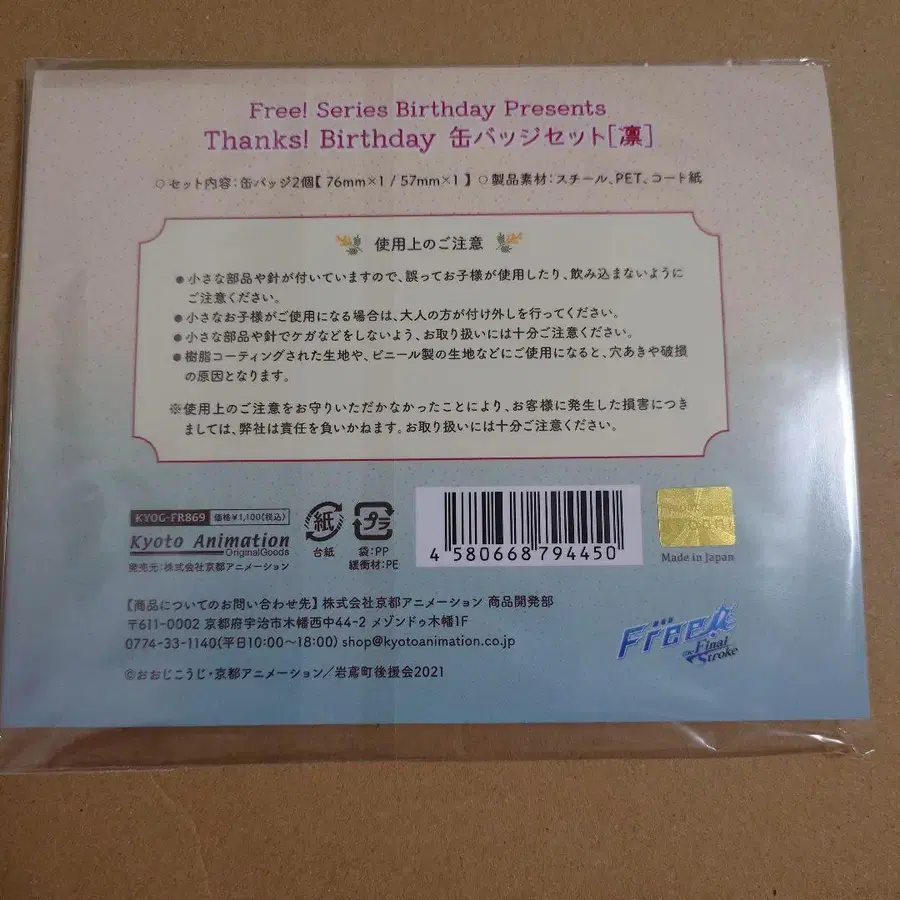 Free! Series Birthday Presents
Thanks! Birthday 缶バッジセット[凛]
○セット内容:缶バッジ2個【76mm×1 / 57mm×1】○製品素材:スチール、PET、コート紙
使用上のご注意
●小さな部品や針が付いていますので、誤ってお子様が使用したり、飲み込まないように
ご注意ください。
●小さなお子様がご使用になる場合は、大人の方が付け外しを行ってください。
●小さな部品や針でケガなどをしないよう、お取り扱いには十分ご注意ください。
●樹脂コーティングされた生地や、ビニール製の生地などにご使用になると、穴あきや破損
の原因となります。
※使用上のご注意をお守りいただかなかったことにより、お客様に発生した損害につき
ましては、弊社は責任を負いかねます。お取り扱いには十分ご注意ください。
KYOG-FR869 価格¥1,100(税込)
Kyoto Animation
OriginalGoods
発売元:株式会社京都アニメーション
紙
台紙
プラ
袋:PP
緩衝材:PE
4 580668 794450
Made in Japan
【商品についてのお問い合わせ先】株式会社京都アニメーション 商品開発部
〒611-0002 京都府宇治市木幡西中44-2 メゾンドゥ木幡1F
0774-33-1140(平日10:00〜18:00) shop@kyotoanimation.co.jp
©おおじこうじ・京都アニメーション/岩鳶町後援会2021
Free!
the Final
Stroke